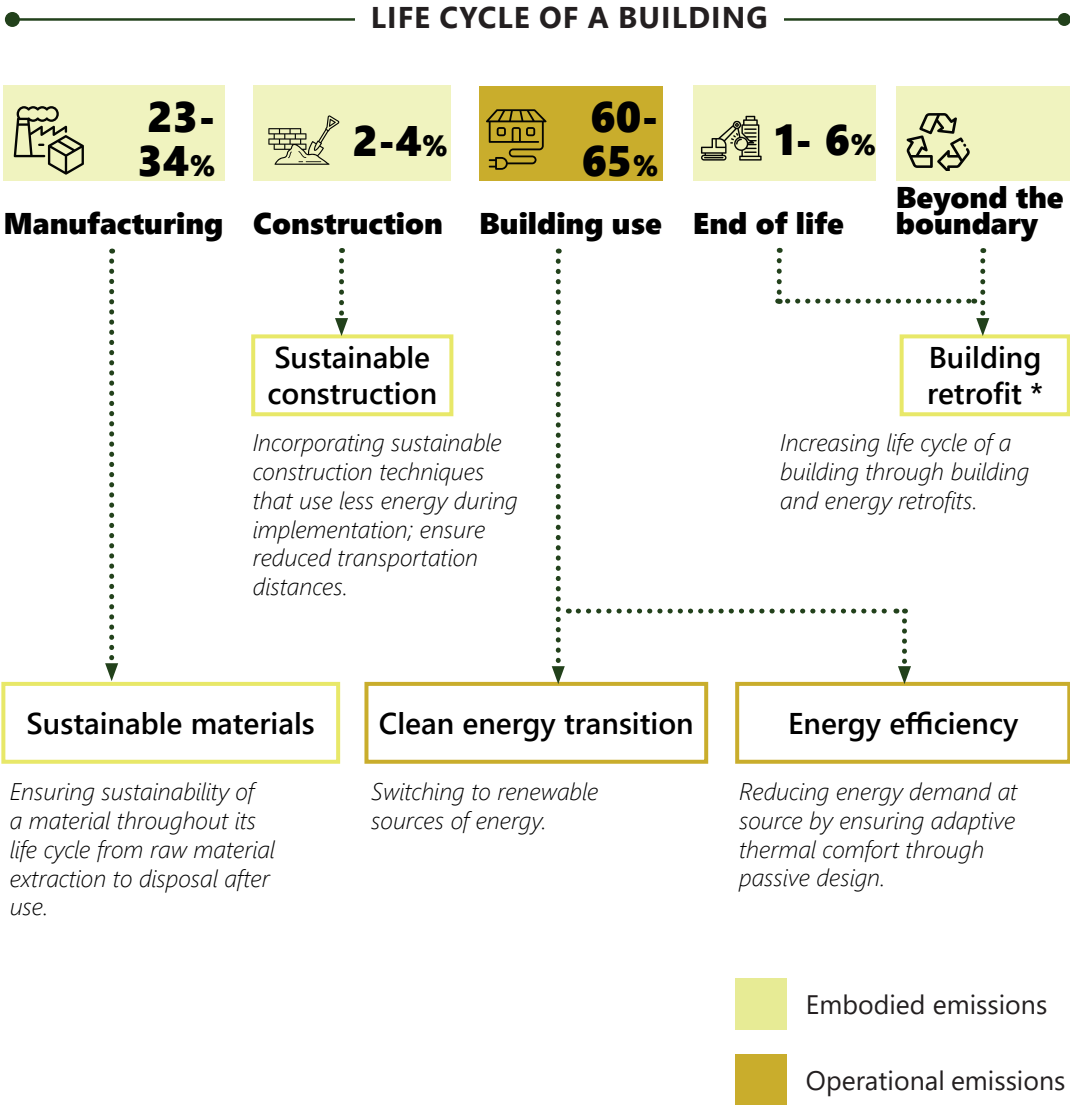 LIFE CYCLE OF A BUILDING
23-
34%
Manufacturing
2-4%
Construction
60-
65%
Building use
1- 6%
End of life
Beyond the
boundary
Sustainable
construction
Incorporating sustainable
construction techniques
that use less energy during
implementation; ensure
reduced transportation
distances.
Building
retrofit *
Increasing life cycle of a
building through building
and energy retrofits.
Sustainable materials
Ensuring sustainability of
a material throughout its
life cycle from raw material
extraction to disposal after
use.
Clean energy transition
Switching to renewable
sources of energy.
Energy efficiency
Reducing energy demand at
source by ensuring adaptive
thermal comfort through
passive design.
Embodied emissions
Operational emissions